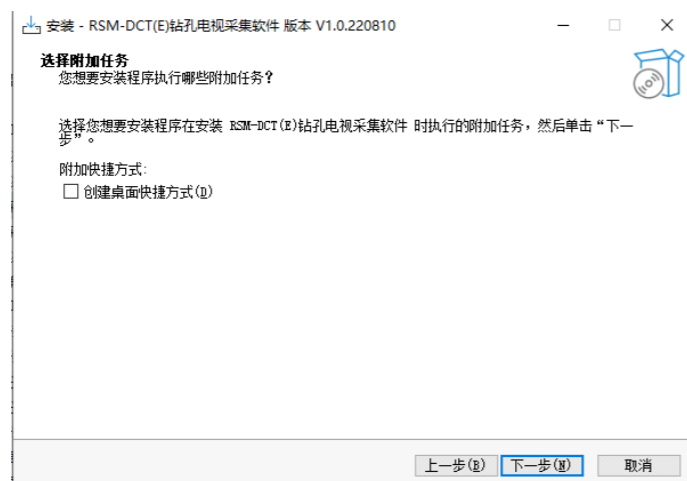 安装 - RSM-DCT(E)钻孔电视采集软件 版本 V1.0.220810
选择附加任务
您想要安装程序执行哪些附加任务?
选择您想要安装程序在安装 RSM-DCT(E)钻孔电视采集软件 时执行的附加任务，然后单击“下一
步”。
附加快捷方式:
创建桌面快捷方式(D)
上一步(B) 下一步(N) 取消